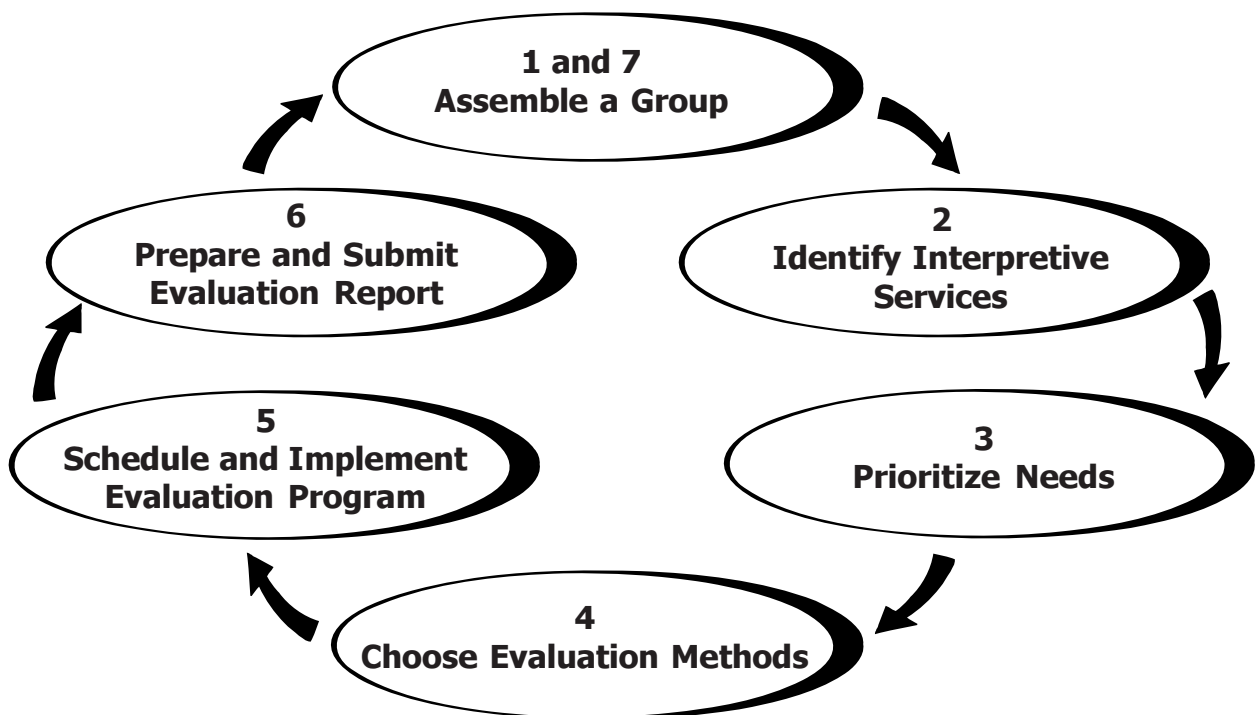 1 and 7
Assemble a Group
2
Identify Interpretive
Services
3
Prioritize Needs
4
Choose Evaluation Methods
5
Schedule and Implement
Evaluation Program
6
Prepare and Submit
Evaluation Report